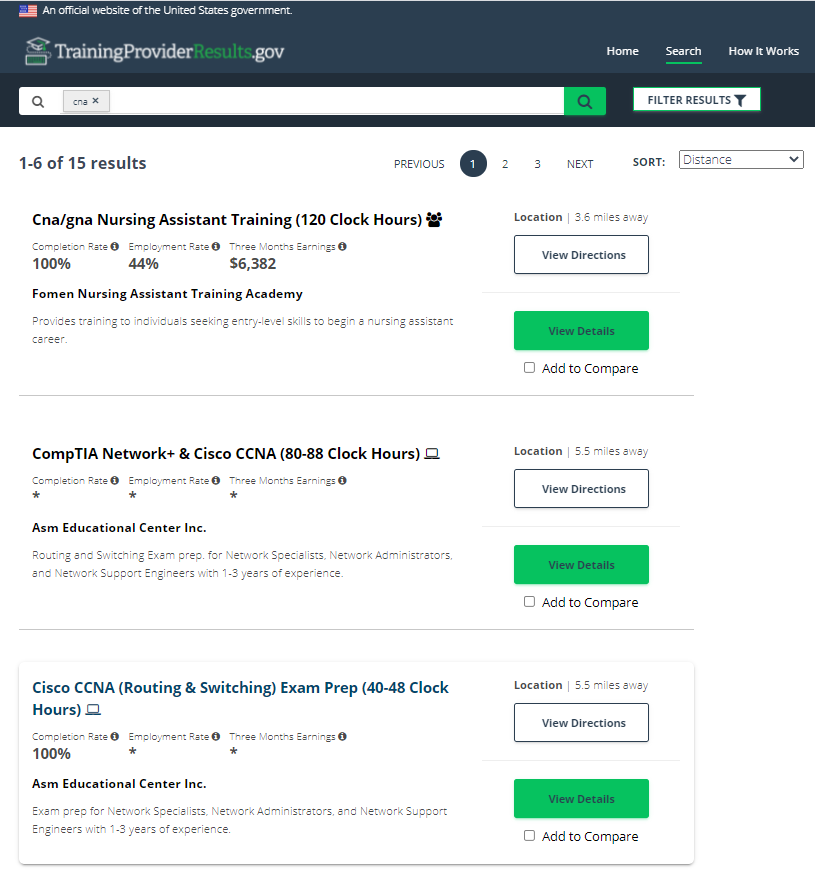 An official website of the United States government.
TrainingProviderResults.gov
Home Search How It Works
cna ×
FILTER RESULTS
1-6 of 15 results
PREVIOUS 1 2 3 NEXT
SORT: Distance
Cna/gna Nursing Assistant Training (120 Clock Hours)
Location | 3.6 miles away
Completion Rate Employment Rate Three Months Earnings
100% 44% $6,382
View Directions
Fomen Nursing Assistant Training Academy
Provides training to individuals seeking entry-level skills to begin a nursing assistant
career.
View Details
Add to Compare
CompTIA Network+ & Cisco CCNA (80-88 Clock Hours)
Location | 5.5 miles away
Completion Rate Employment Rate Three Months Earnings
* * *
View Directions
Asm Educational Center Inc.
Routing and Switching Exam prep. for Network Specialists, Network Administrators,
and Network Support Engineers with 1-3 years of experience.
View Details
Add to Compare
Cisco CCNA (Routing & Switching) Exam Prep (40-48 Clock
Hours)
Location | 5.5 miles away
Completion Rate Employment Rate Three Months Earnings
100% * *
View Directions
Asm Educational Center Inc.
Exam prep for Network Specialists, Network Administrators, and Network Support
Engineers with 1-3 years of experience.
View Details
Add to Compare